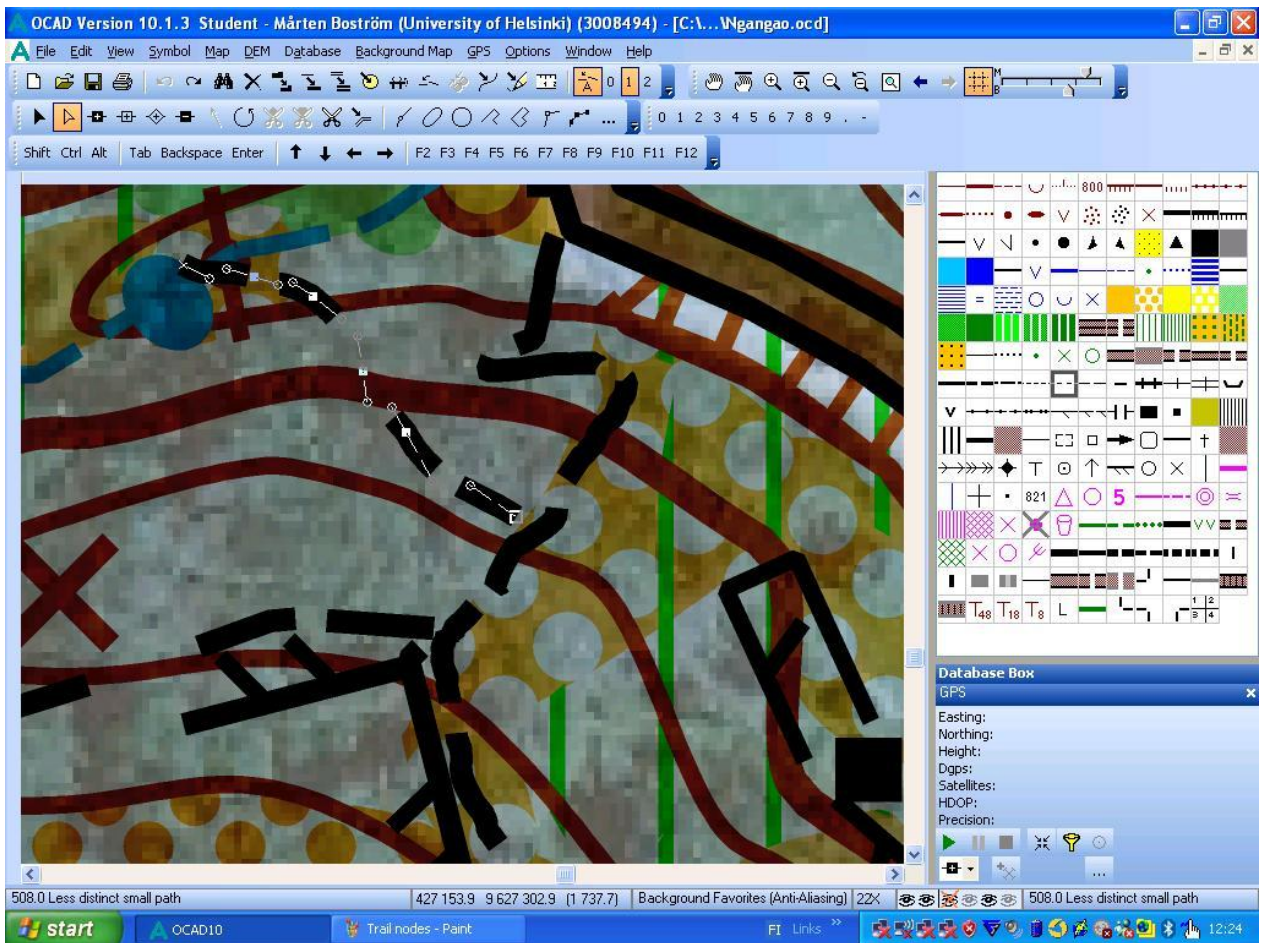 OCAD Version 10.1.3 Student - Mårten Boström (University of Helsinki) (3008494) - [C:\...\Ngangao.ocd]
File Edit View Symbol Map DEM Database Background Map GPS Options Window Help
0 1 2 M B
0 1 2 3 4 5 6 7 8 9 . -
Shift Ctrl Alt Tab Backspace Enter F2 F3 F4 F5 F6 F7 F8 F9 F10 F11 F12
800
821 5
T48 T18 T8 L 1 2 3 4
Database Box
GPS
Easting:
Northing:
Height:
Dgps:
Satellites:
HDOP:
Precision:
...
508.0 Less distinct small path 427 153.9 9 627 302.9 (1 737.7) Background Favorites (Anti-Aliasing) 22X 508.0 Less distinct small path
start OCAD10 Trail nodes - Paint FI Links 12:24